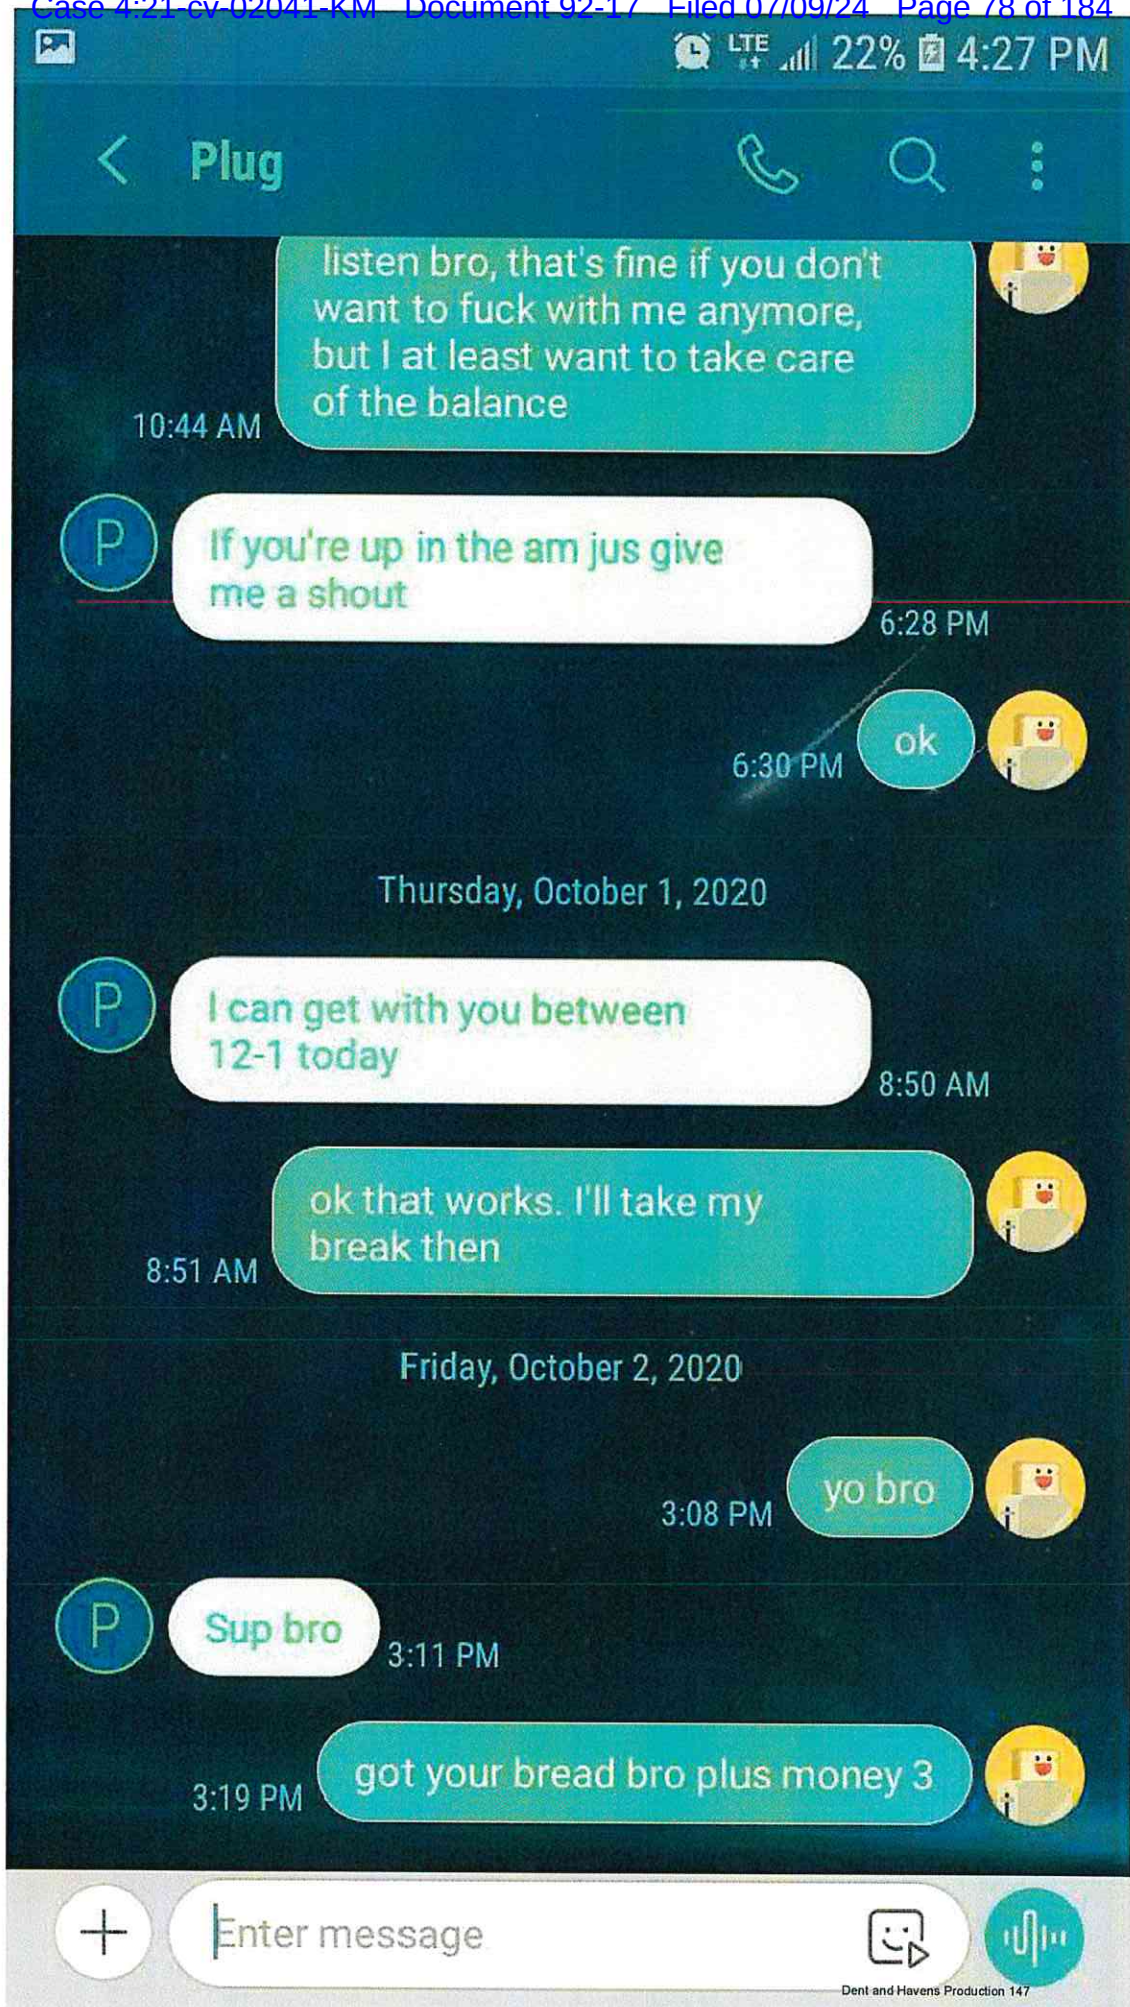 Case 4:21-cv-02041-KM Document 92-17 Filed 07/09/24 Page 78 of 184
LTE 22% 4:27 PM
Plug
listen bro, that's fine if you don't
want to fuck with me anymore,
but I at least want to take care
of the balance
10:44 AM
P
If you're up in the am jus give
me a shout
6:28 PM
ok
6:30 PM
Thursday, October 1, 2020
P
I can get with you between
12-1 today
8:50 AM
ok that works. I'll take my
break then
8:51 AM
Friday, October 2, 2020
yo bro
3:08 PM
P
Sup bro
3:11 PM
got your bread bro plus money 3
3:19 PM
Enter message
Dent and Havens Production 147